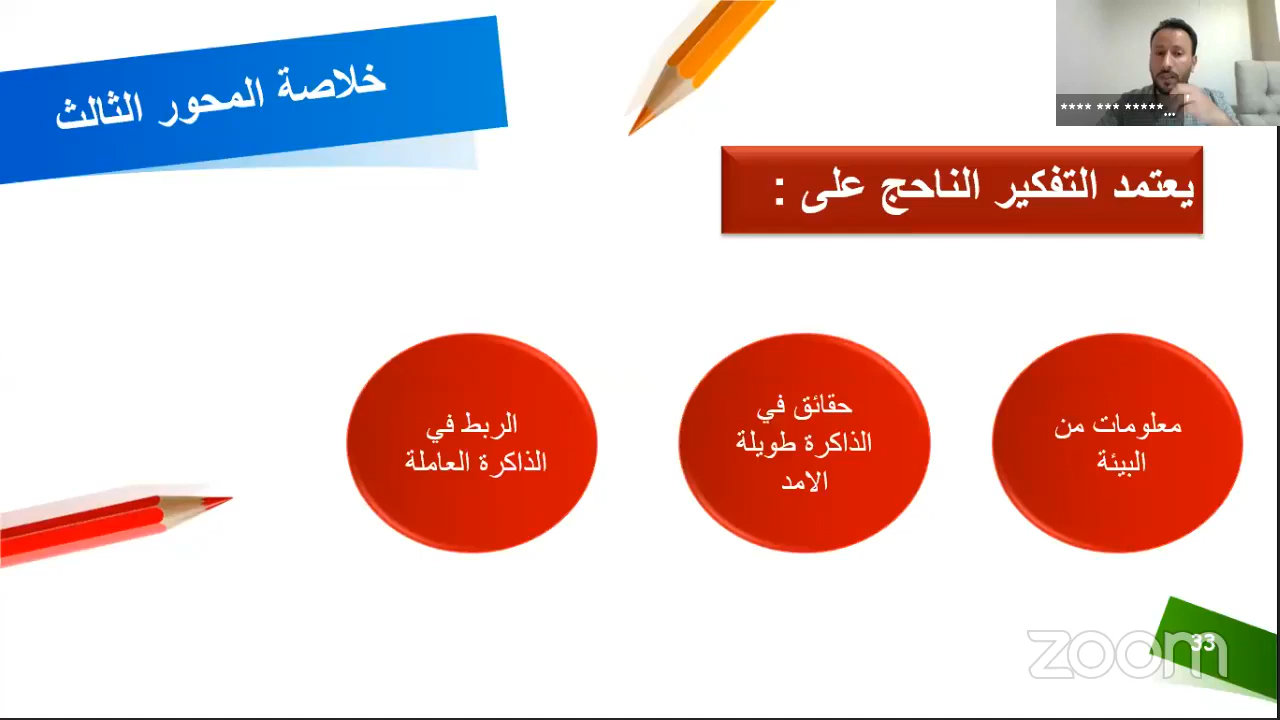 خلاصة المحور الثالث
**** *** *****...
يعتمد التفكير الناجح على :
معلومات من
البيئة
حقائق في
الذاكرة طويلة
الامد
الربط في
الذاكرة العاملة
33
zoom